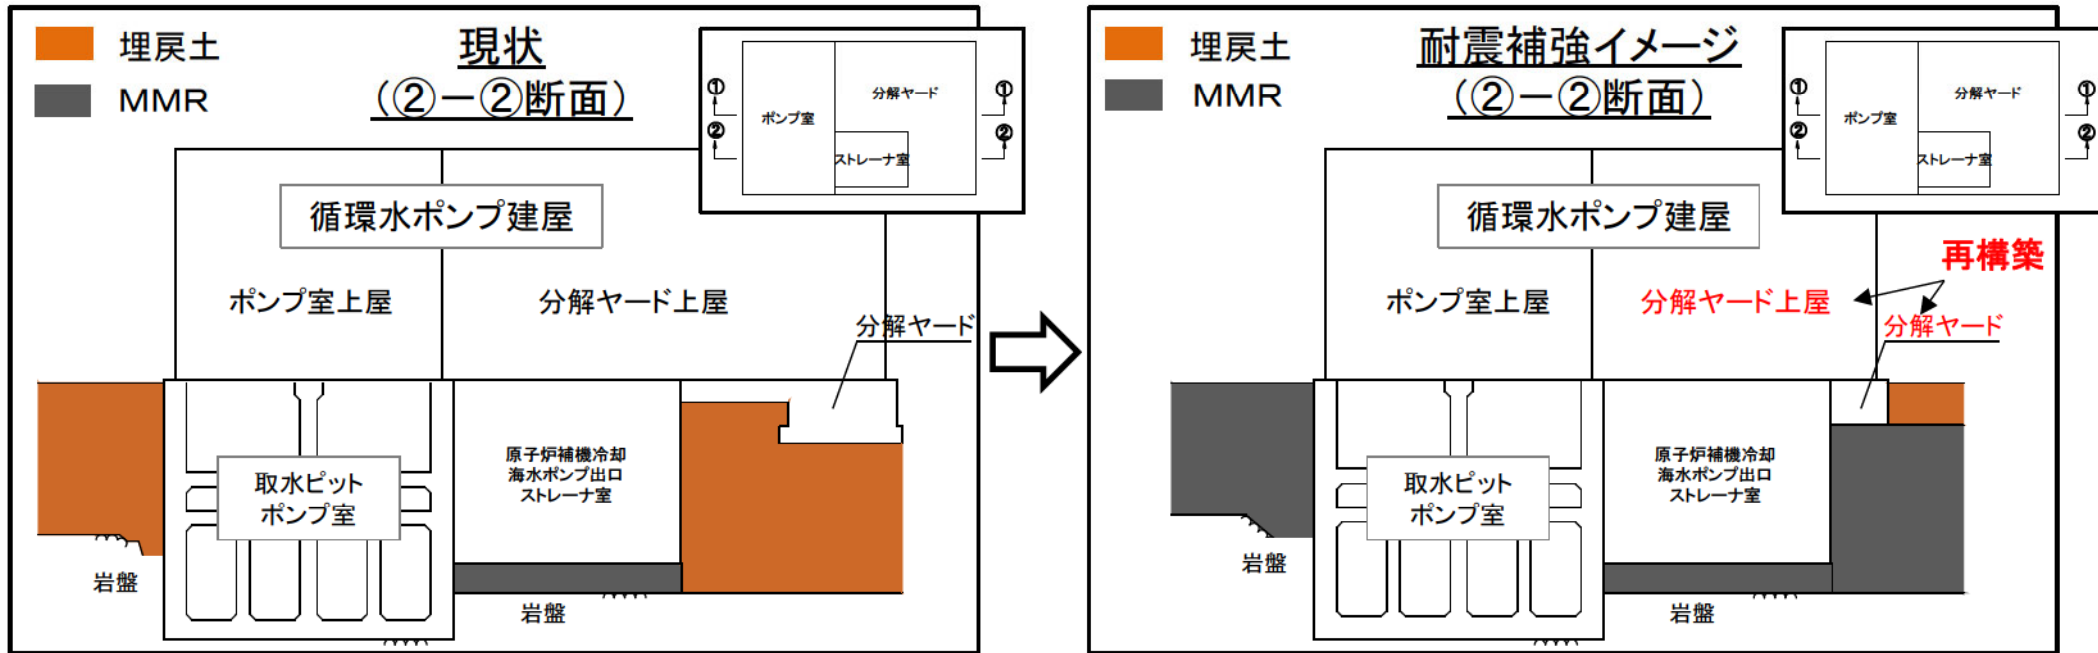 埋戻土
MMR
現状
(②-②断面)
①
②
ポンプ室
分解ヤード
ストレーナ室
①
②
循環水ポンプ建屋
ポンプ室上屋
分解ヤード上屋
分解ヤード
取水ピット
ポンプ室
原子炉補機冷却
海水ポンプ出口
ストレーナ室
岩盤
岩盤
埋戻土
MMR
耐震補強イメージ
(②-②断面)
①
②
ポンプ室
分解ヤード
ストレーナ室
①
②
循環水ポンプ建屋
再構築
ポンプ室上屋
分解ヤード上屋
分解ヤード
取水ピット
ポンプ室
原子炉補機冷却
海水ポンプ出口
ストレーナ室
岩盤
岩盤